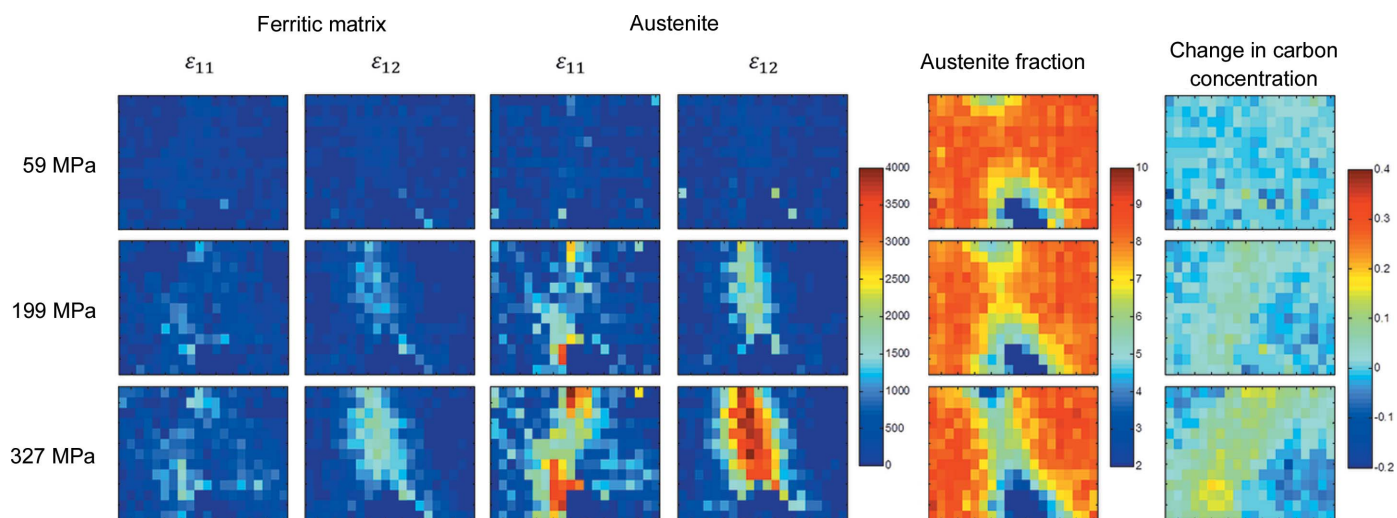 Ferritic matrix
Austenite
ε11
ε12
ε11
ε12
Austenite fraction
Change in carbon
concentration
59 MPa
199 MPa
327 MPa
4000
3500
3000
2500
2000
1500
1000
500
0
10
9
8
7
6
5
4
3
2
0.4
0.3
0.2
0.1
0
-0.1
-0.2